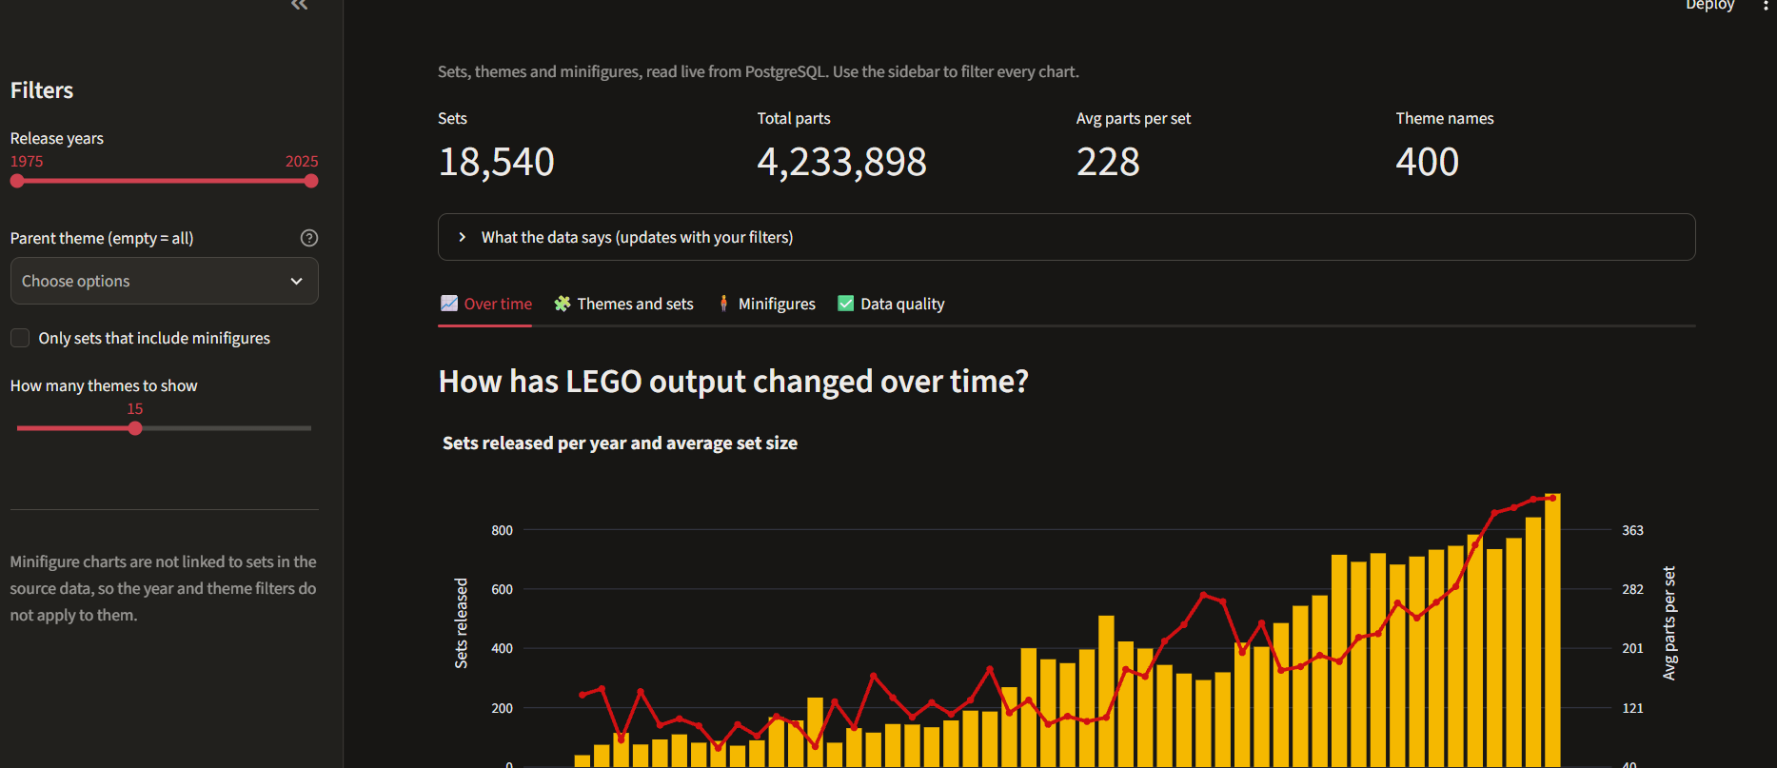 Deploy
Filters
Release years
1975 2025
Parent theme (empty = all)
Choose options
Only sets that include minifigures
How many themes to show
15
Minifigure charts are not linked to sets in the
source data, so the year and theme filters do
not apply to them.
Sets, themes and minifigures, read live from PostgreSQL. Use the sidebar to filter every chart.
Sets Total parts Avg parts per set Theme names
18,540 4,233,898 228 400
What the data says (updates with your filters)
Over time Themes and sets Minifigures Data quality
How has LEGO output changed over time?
Sets released per year and average set size
Sets released
800 363
600 282
400 201
200 121
0 40
Avg parts per set